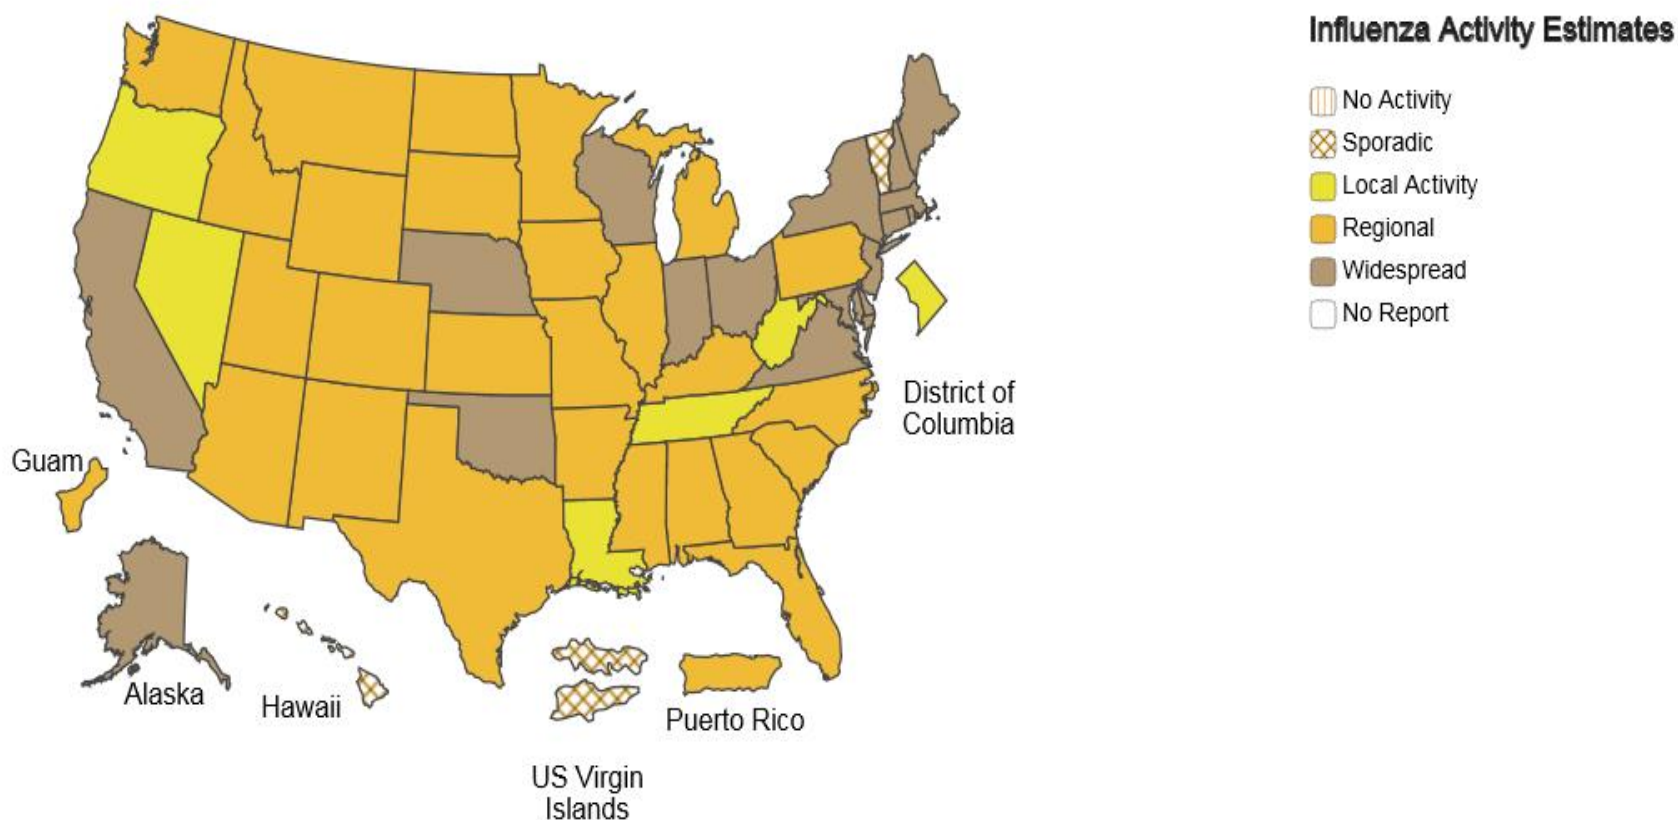 Influenza Activity Estimates
No Activity
Sporadic
Local Activity
Regional
Widespread
No Report
District of
Columbia
Guam
Alaska
Hawaii
Puerto Rico
US Virgin
Islands